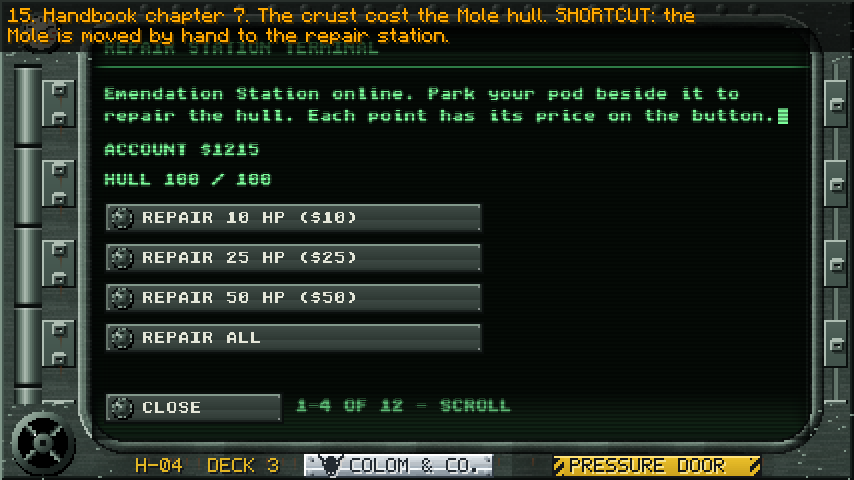 15. Handbook chapter 7. The crust cost the Mole hull. SHORTCUT: the
Mole is moved by hand to the repair station.
REPAIR STATION TERMINAL
Emendation Station online. Park your pod beside it to
repair the hull. Each point has its price on the button.
ACCOUNT $1215
HULL 100 / 100
REPAIR 10 HP ($10)
REPAIR 25 HP ($25)
REPAIR 50 HP ($50)
REPAIR ALL
CLOSE
1-4 OF 12 - SCROLL
H-04 DECK 3
COLOM & CO.
PRESSURE DOOR